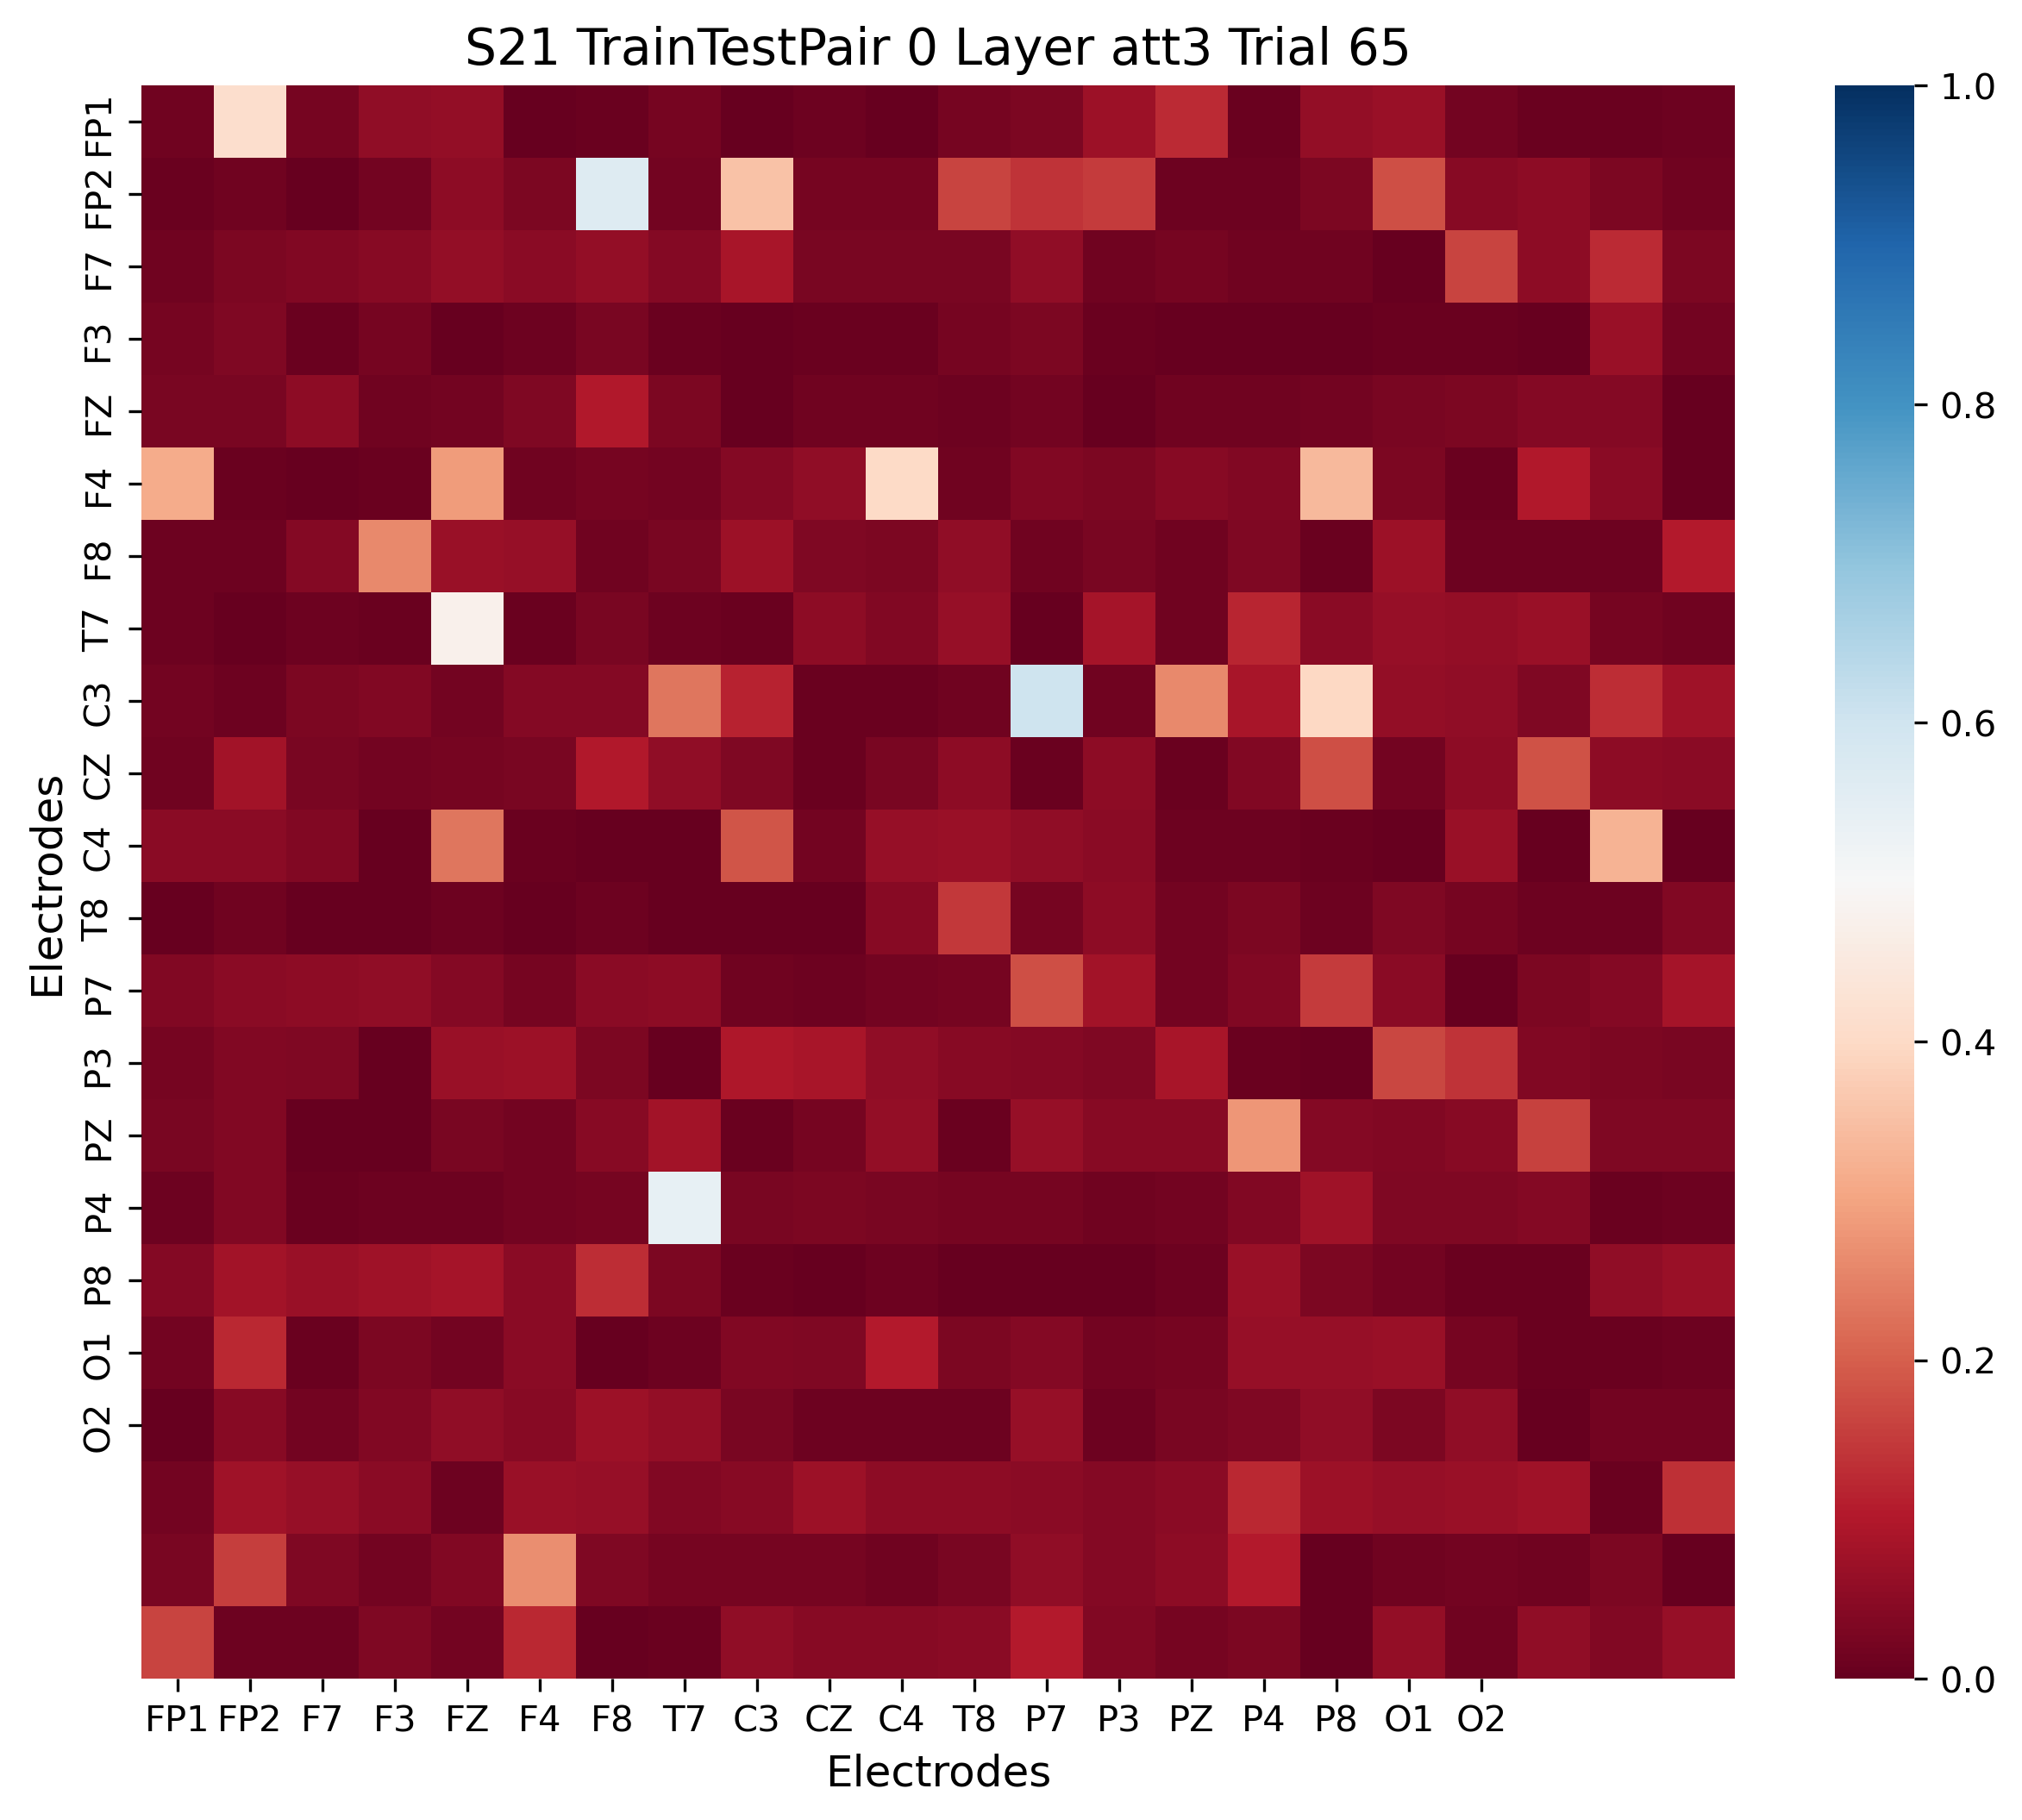 S21 TrainTestPair 0 Layer att3 Trial 65
Electrodes
FP1
FP2
F7
F3
FZ
F4
F8
T7
C3
CZ
C4
T8
P7
P3
PZ
P4
P8
O1
O2
FP1 FP2 F7 F3 FZ F4 F8 T7 C3 CZ C4 T8 P7 P3 PZ P4 P8 O1 O2
Electrodes
1.0
0.8
0.6
0.4
0.2
0.0